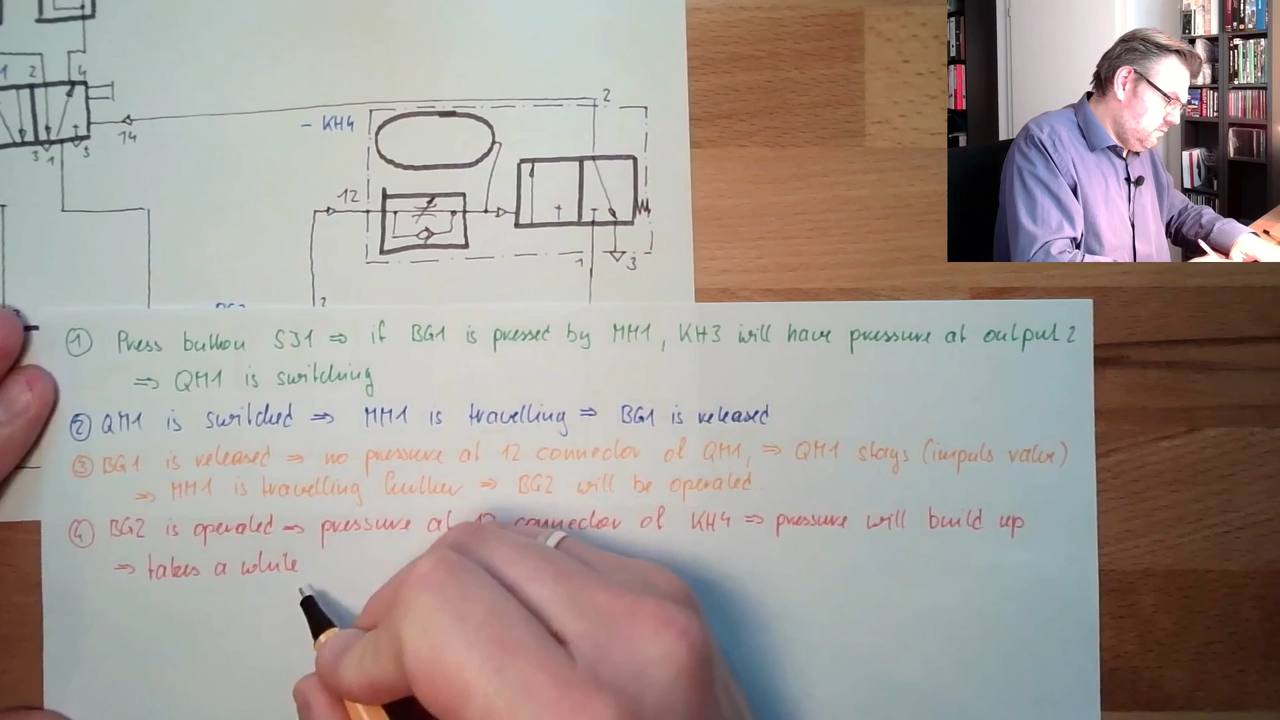 1 2 4
14
3 1 5
- KH4
2
12
1
3
2
① Press button SJ1 ⇒ if BG1 is pressed by MM1, KH3 will have pressure at output 2
⇒ QM1 is switching
② QM1 is switched ⇒ MM1 is travelling ⇒ BG1 is released
③ BG1 is released ⇒ no pressure at 12 connector of QM1, ⇒ QM1 stays (impuls valve)
⇒ MM1 is travelling further ⇒ BG2 will be operated
④ BG2 is operated ⇒ pressure at connector of KH4 ⇒ pressure will build up
⇒ takes a while